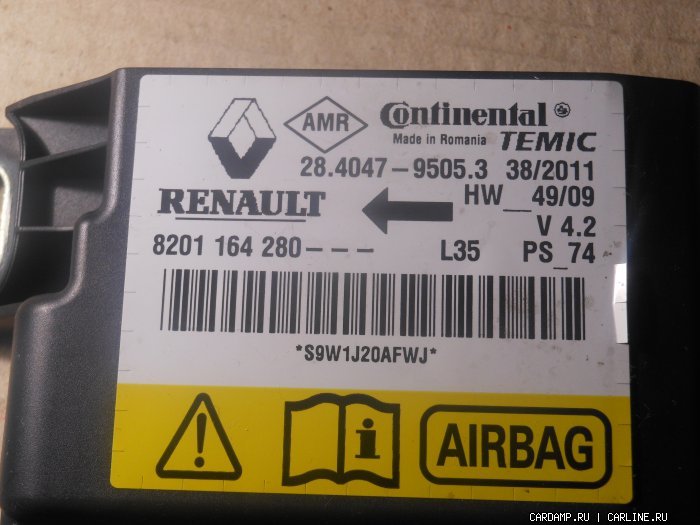 AMR Continental
Made in Romania TEMIC
28.4047-9505.3 38/2011
RENAULT HW__49/09
V 4.2
8201 164 280--- L35 PS_74
*S9W1J20AFWJ*
! i AIRBAG
CARDAMP.RU | CARLINE.RU